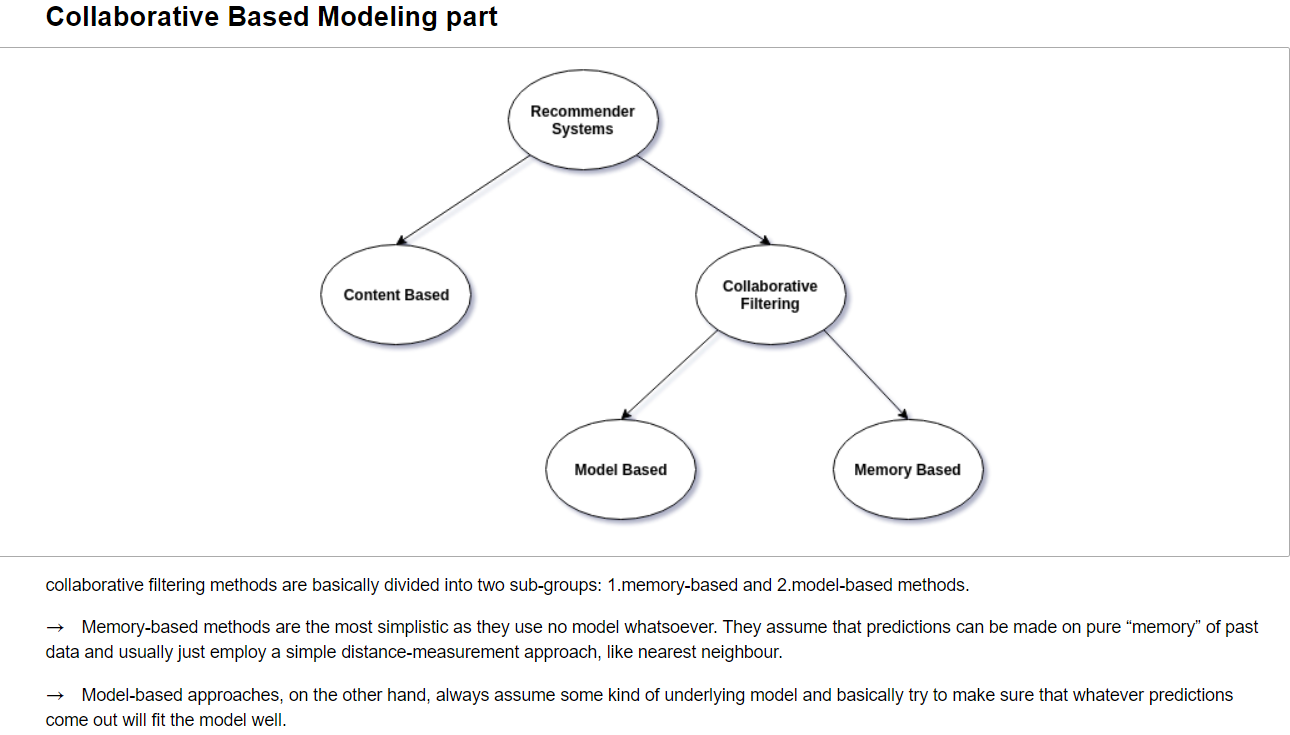 Collaborative Based Modeling part
Recommender
Systems
Content Based
Collaborative
Filtering
Model Based
Memory Based
collaborative filtering methods are basically divided into two sub-groups: 1.memory-based and 2.model-based methods.
→ Memory-based methods are the most simplistic as they use no model whatsoever. They assume that predictions can be made on pure “memory” of past
data and usually just employ a simple distance-measurement approach, like nearest neighbour.
→ Model-based approaches, on the other hand, always assume some kind of underlying model and basically try to make sure that whatever predictions
come out will fit the model well.